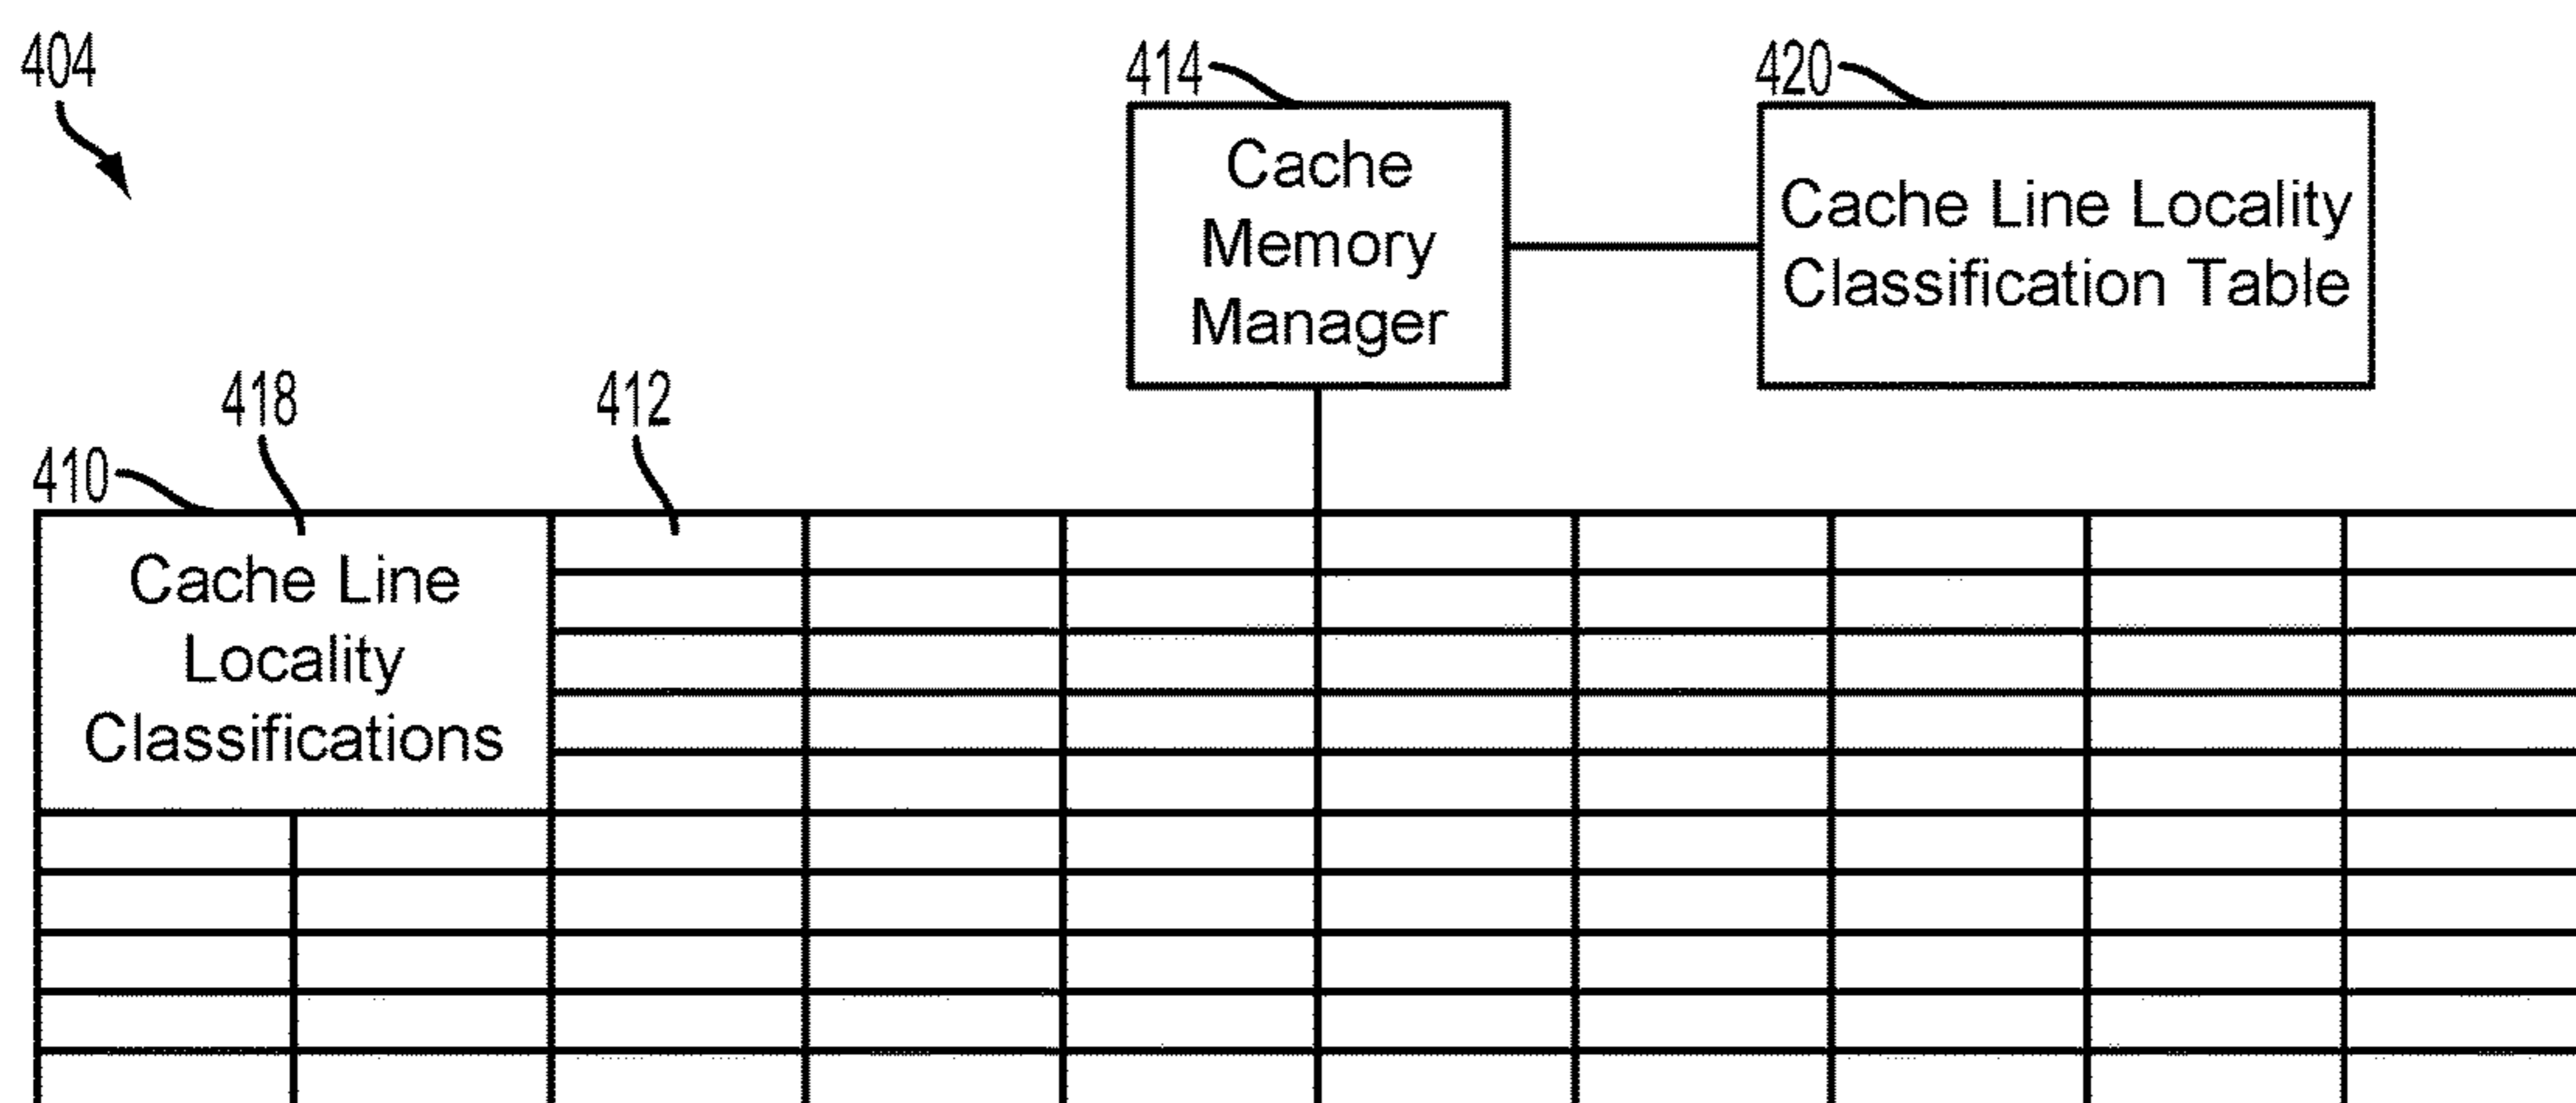 404
414
420
Cache
Memory
Manager
Cache Line Locality
Classification Table
418
412
410
Cache Line
Locality
Classifications